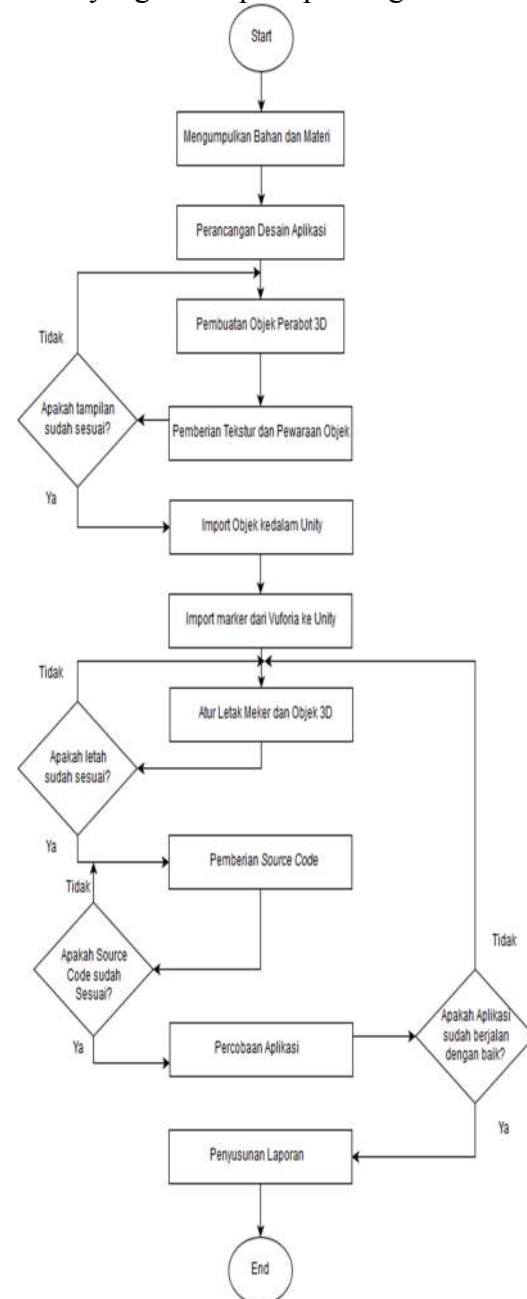 Start
Mengumpulkan Bahan dan Materi
Perancangan Desain Aplikasi
Pembuatan Objek Perabot 3D
Tidak
Apakah tampilan
sudah sesuai?
Pemberian Tekstur dan Pewaraan Objek
Ya
Import Objek kedalam Unity
Import marker dari Vuforia ke Unity
Tidak
Atur Letak Meker dan Objek 3D
Apakah letah
sudah sesuai?
Ya
Pemberian Source Code
Tidak
Apakah Source
Code sudah
Sesuai?
Ya
Percobaan Aplikasi
Tidak
Apakah Aplikasi
sudah berjalan
dengan baik?
Ya
Penyusunan Laporan
End